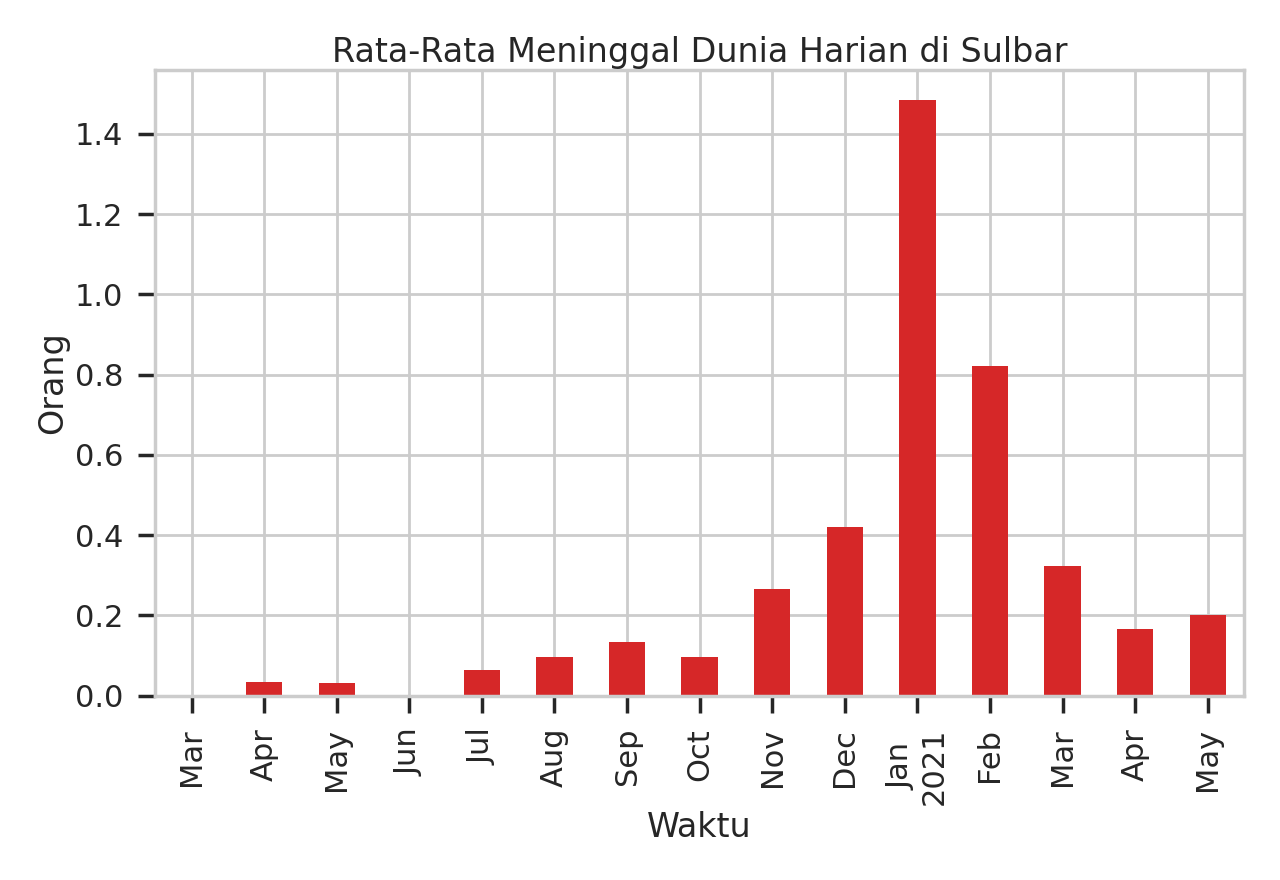 Rata-Rata Meninggal Dunia Harian di Sulbar
Orang
1.4
1.2
1.0
0.8
0.6
0.4
0.2
0.0
Mar
Apr
May
Jun
Jul
Aug
Sep
Oct
Nov
Dec
Jan
2021
Feb
Mar
Apr
May
Waktu